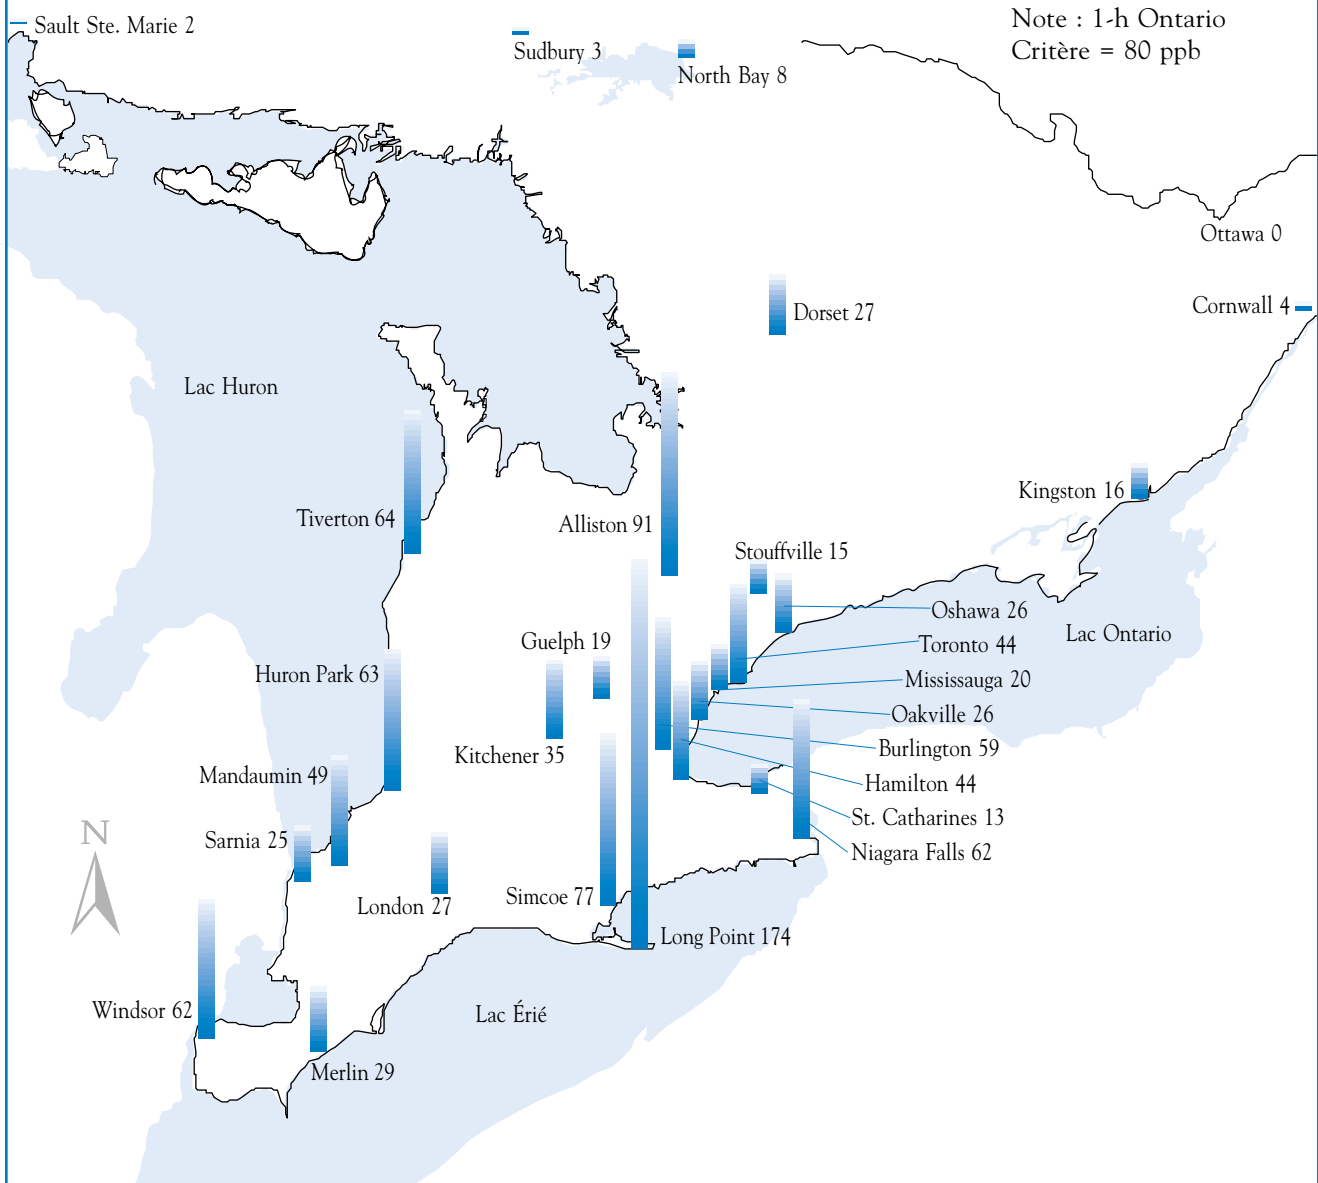 Sault Ste. Marie 2
Note : 1-h Ontario
Critère = 80 ppb
Sudbury 3
North Bay 8
Ottawa 0
Cornwall 4
Dorset 27
Lac Huron
Kingston 16
Tiverton 64
Alliston 91
Stouffville 15
Oshawa 26
Lac Ontario
Guelph 19
Toronto 44
Huron Park 63
Mississauga 20
Oakville 26
Kitchener 35
Burlington 59
Mandaumin 49
Hamilton 44
St. Catharines 13
N
Sarnia 25
Niagara Falls 62
London 27
Simcoe 77
Long Point 174
Windsor 62
Lac Érié
Merlin 29